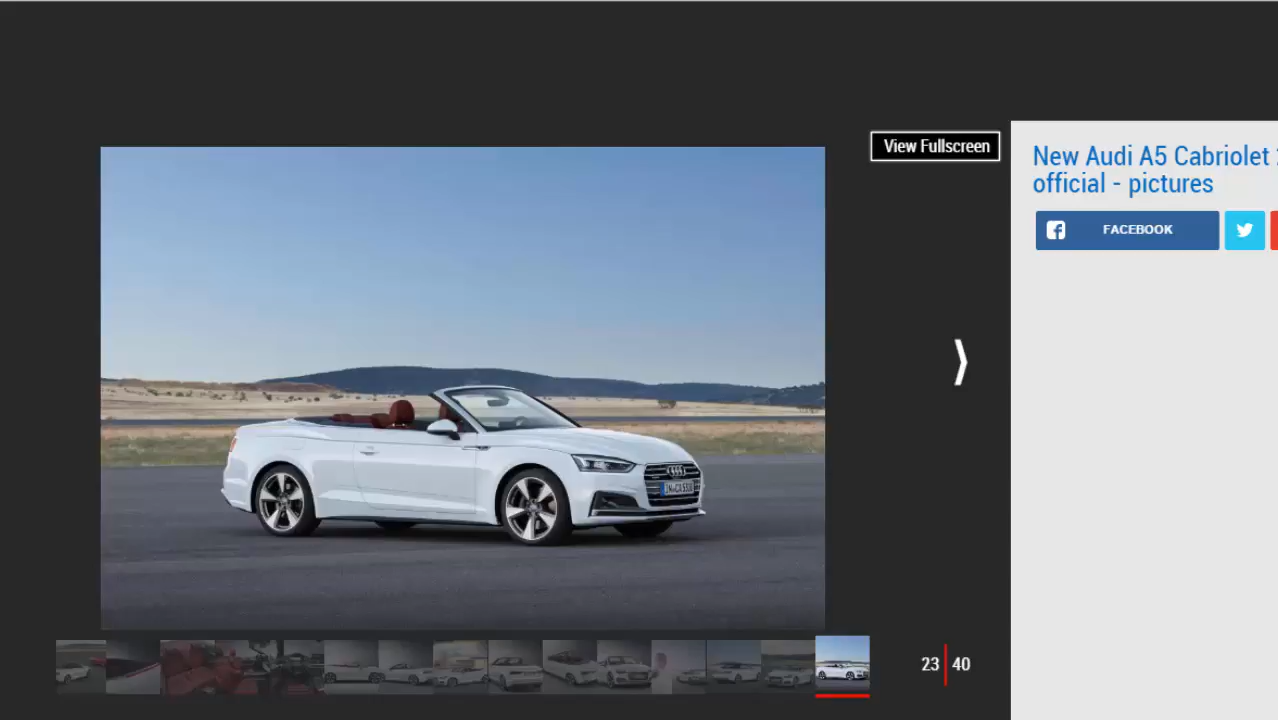 View Fullscreen
New Audi A5 Cabriolet
official - pictures
FACEBOOK
23 40